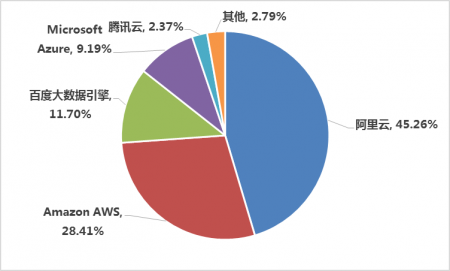 Microsoft
Azure, 9.19%
腾讯云, 2.37%
其他, 2.79%
百度大数据引擎,
11.70%
阿里云, 45.26%
Amazon AWS,
28.41%